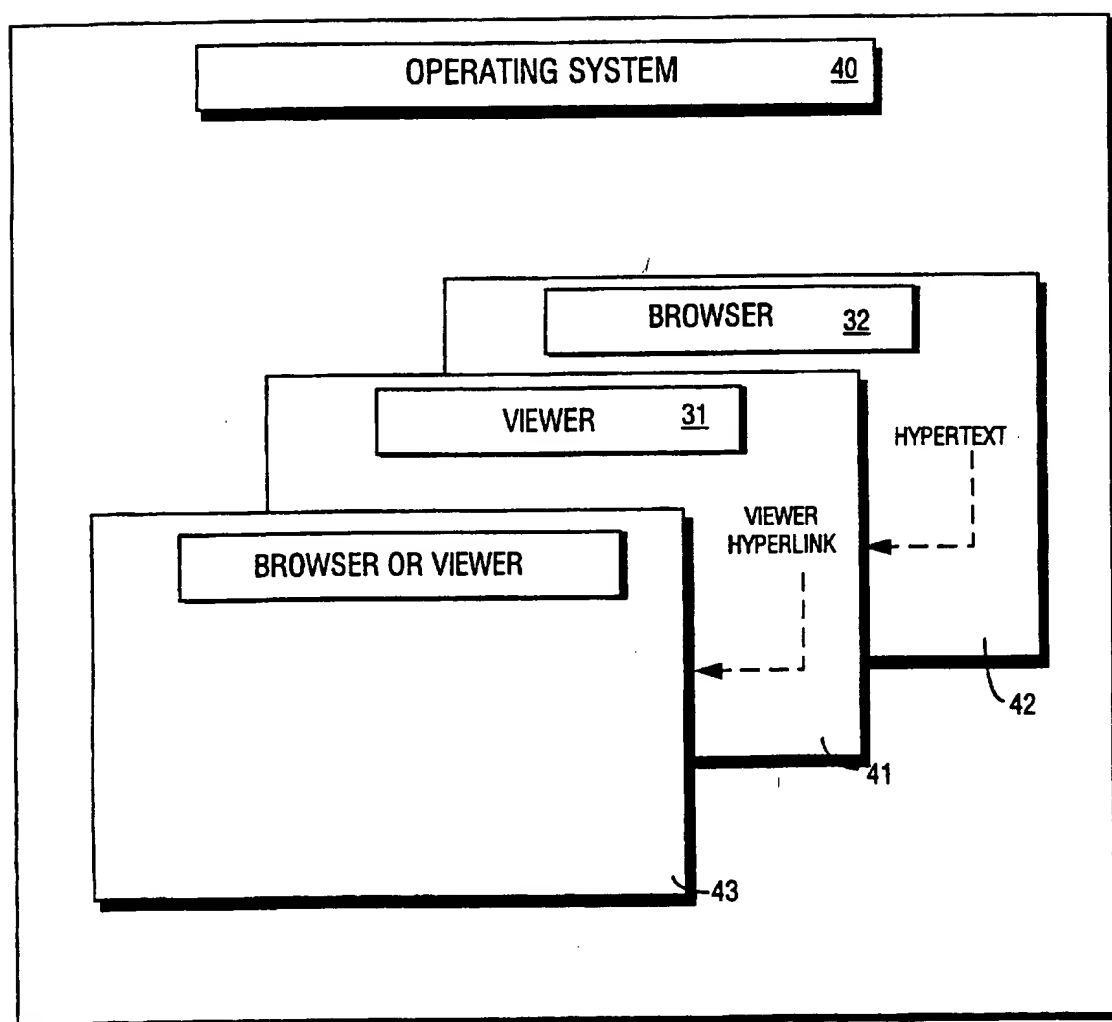 OPERATING SYSTEM 40
BROWSER 32
VIEWER 31
HYPERTEXT
VIEWER
HYPERLINK
BROWSER OR VIEWER
42
41
43